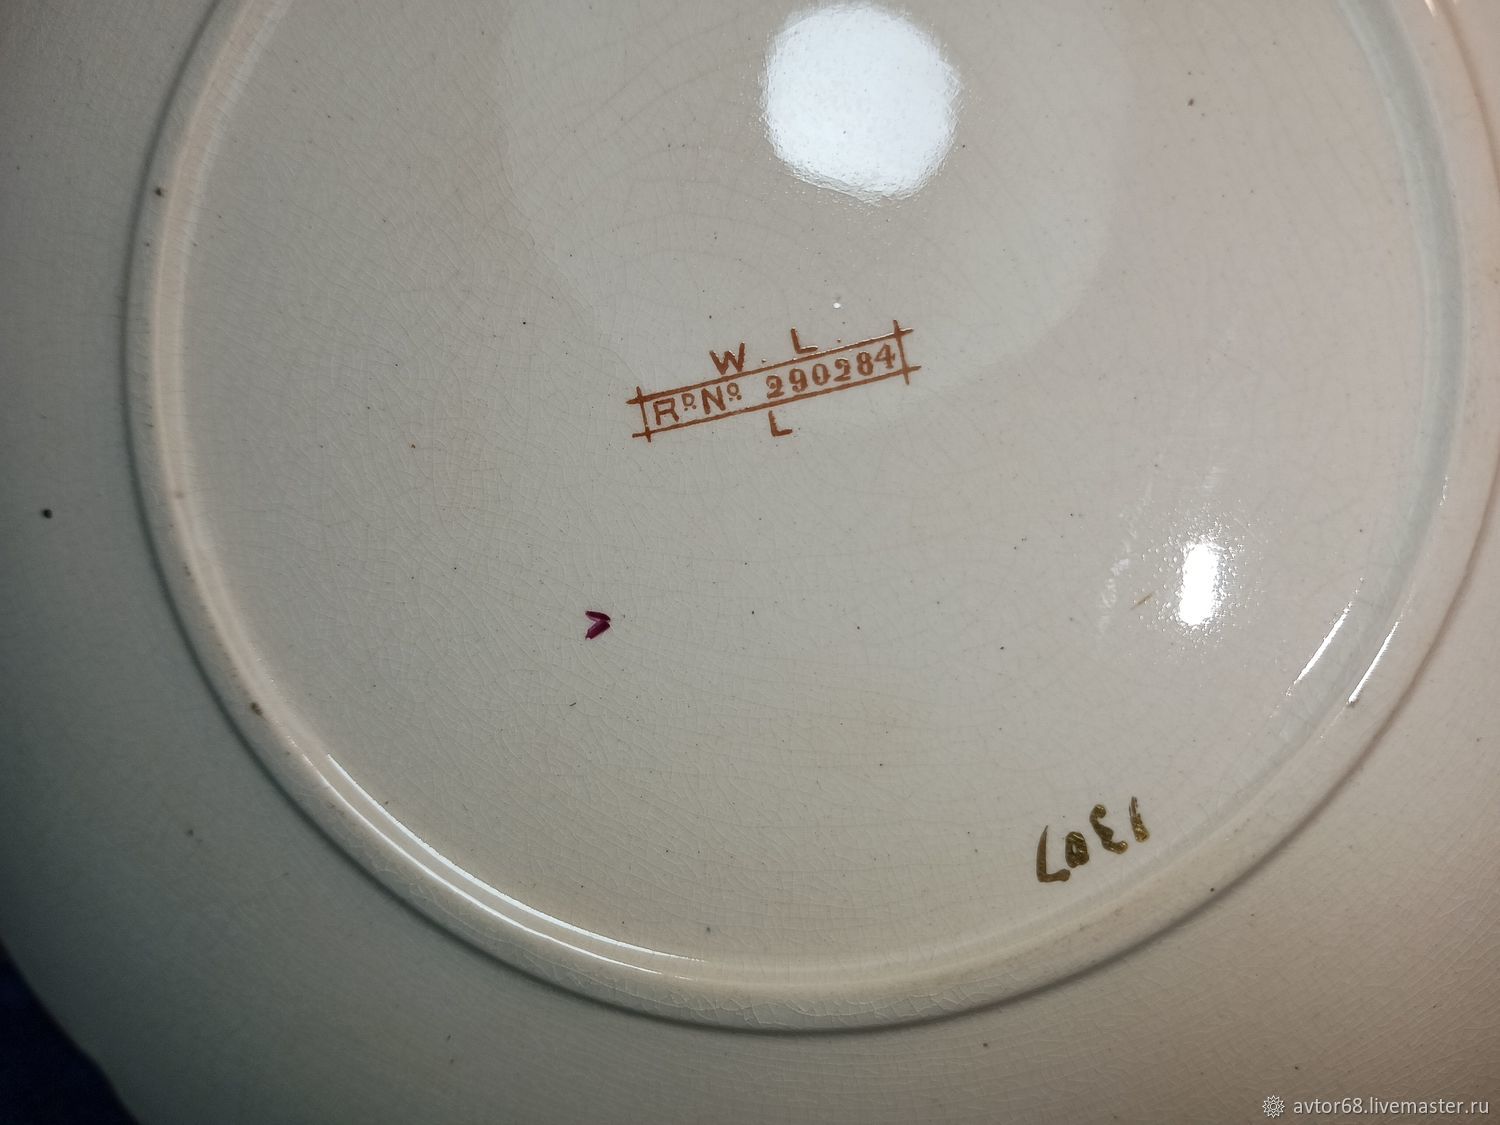 W. L.
RD. No. 290284
L
1307
avtor68.livemaster.ru